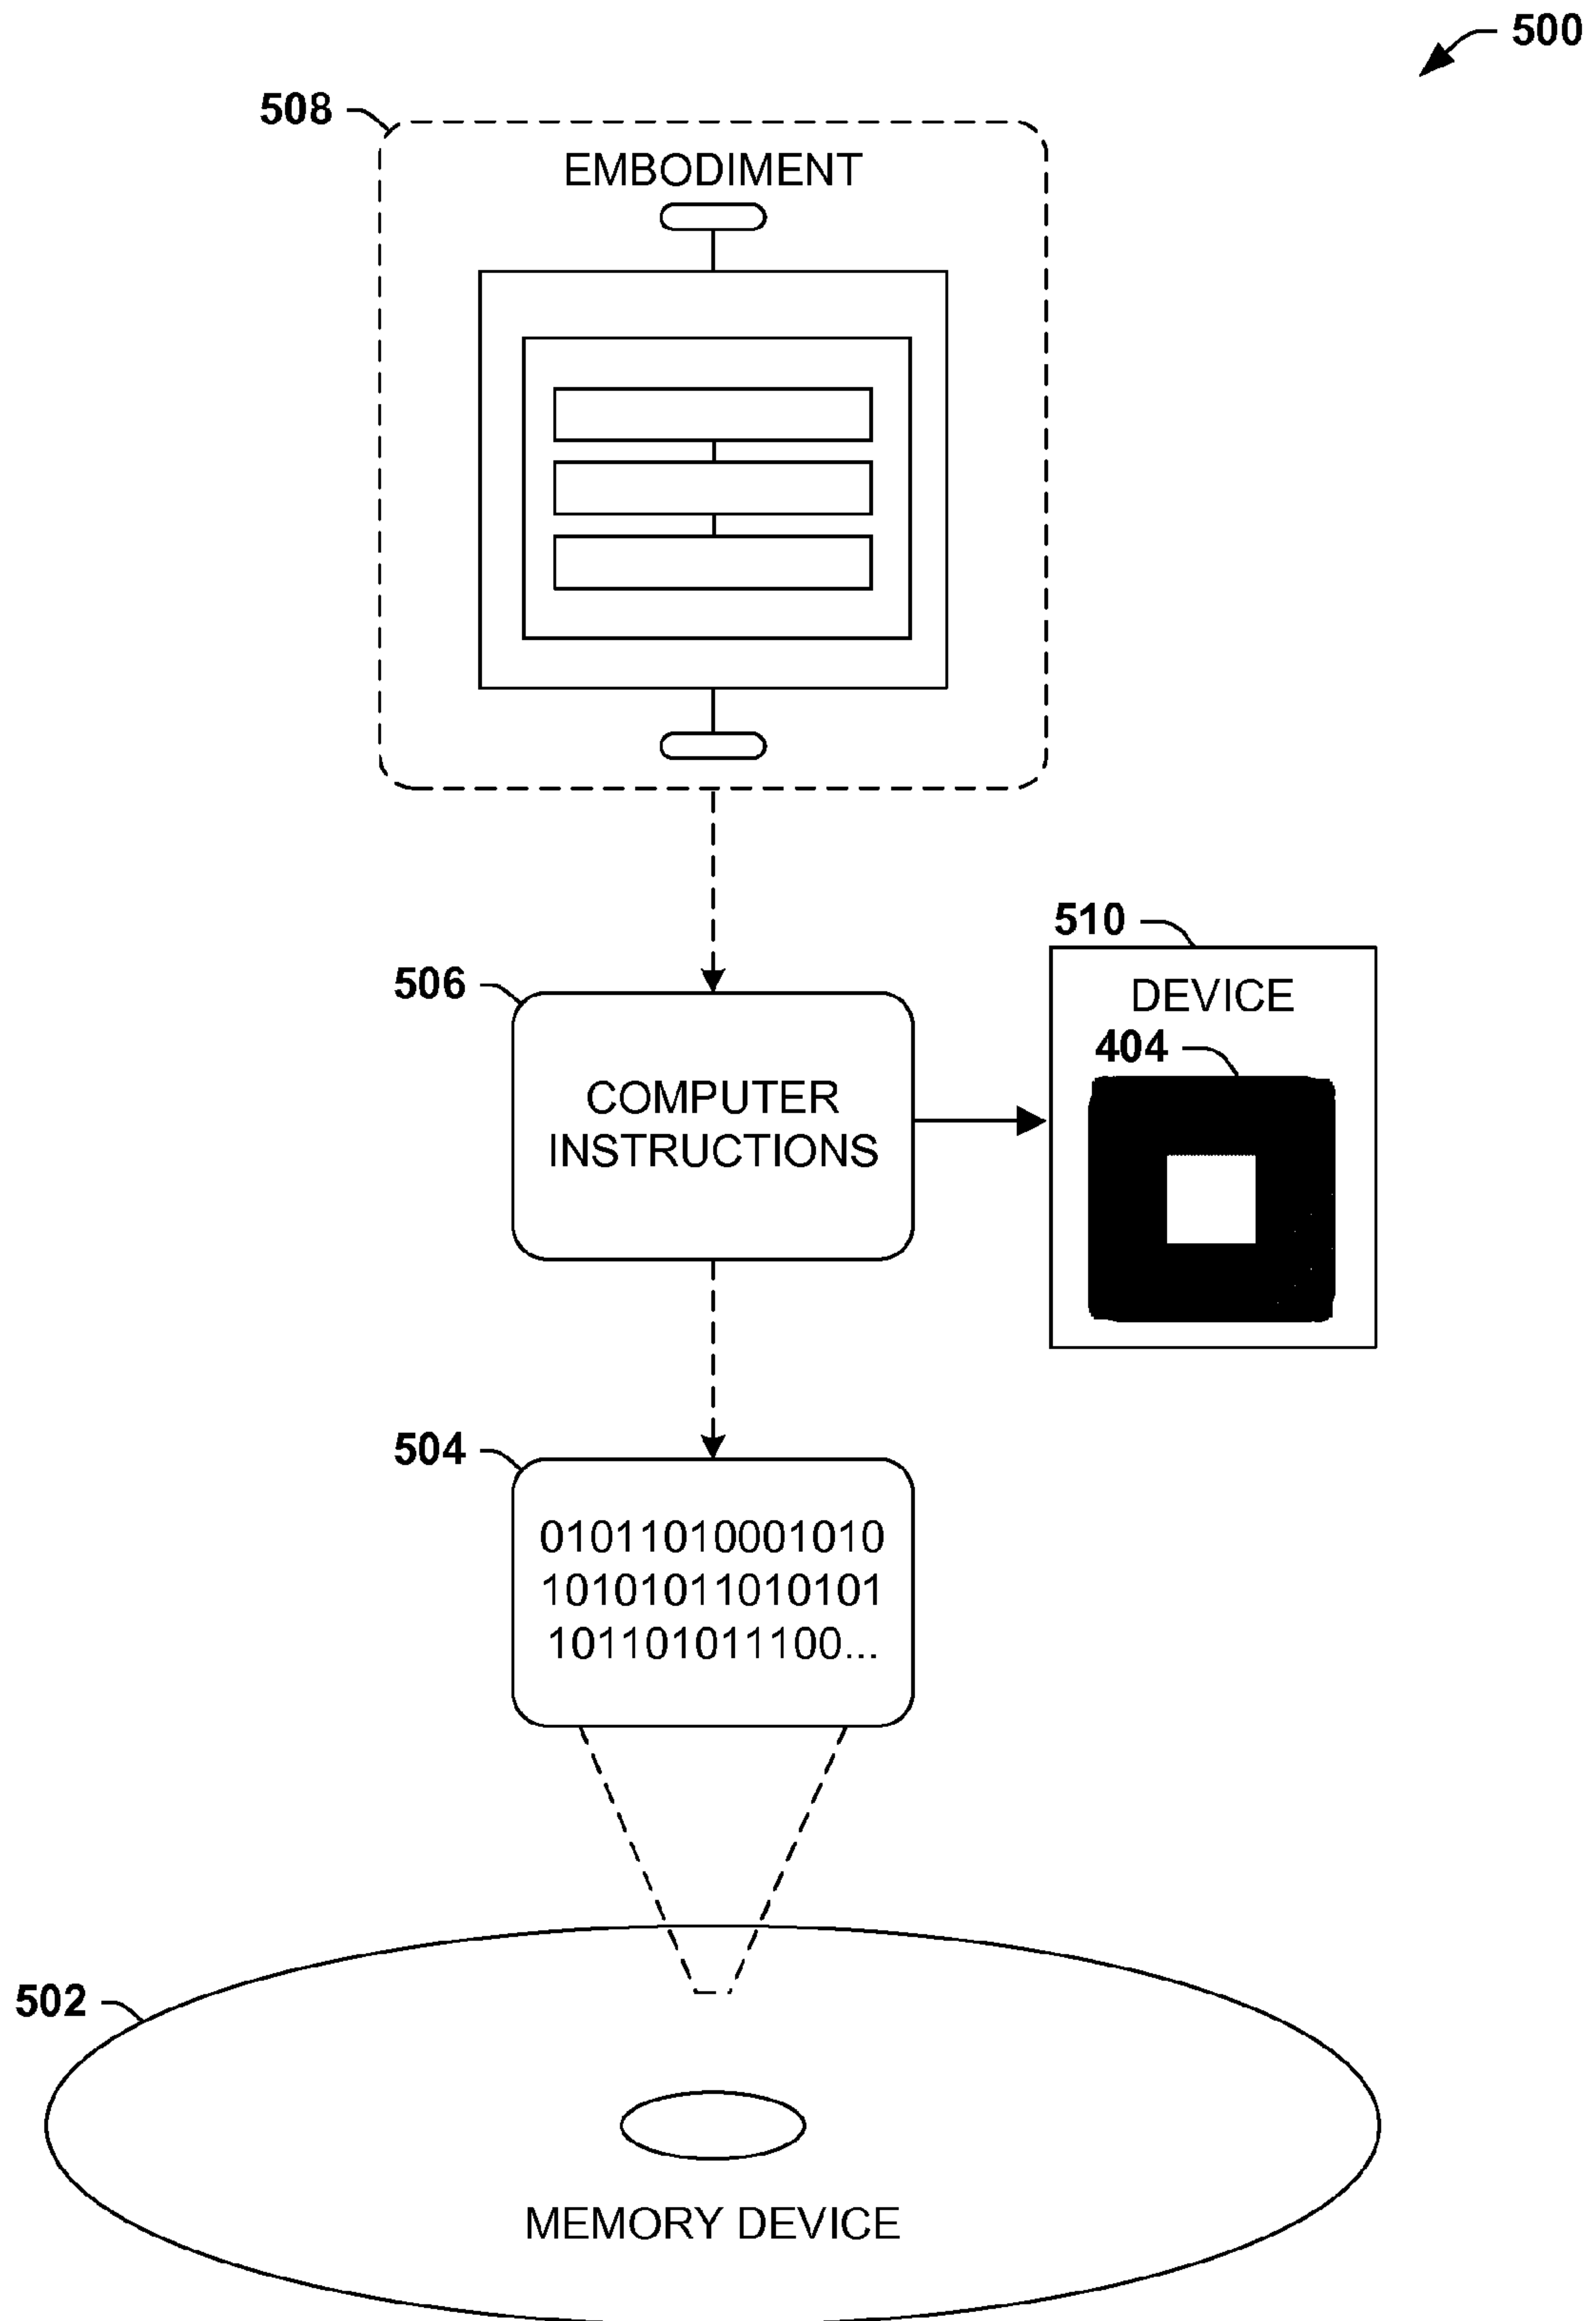 500
508
EMBODIMENT
510
506
DEVICE
404
COMPUTER
INSTRUCTIONS
504
01011010001010
10101011010101
101101011100...
502
MEMORY DEVICE